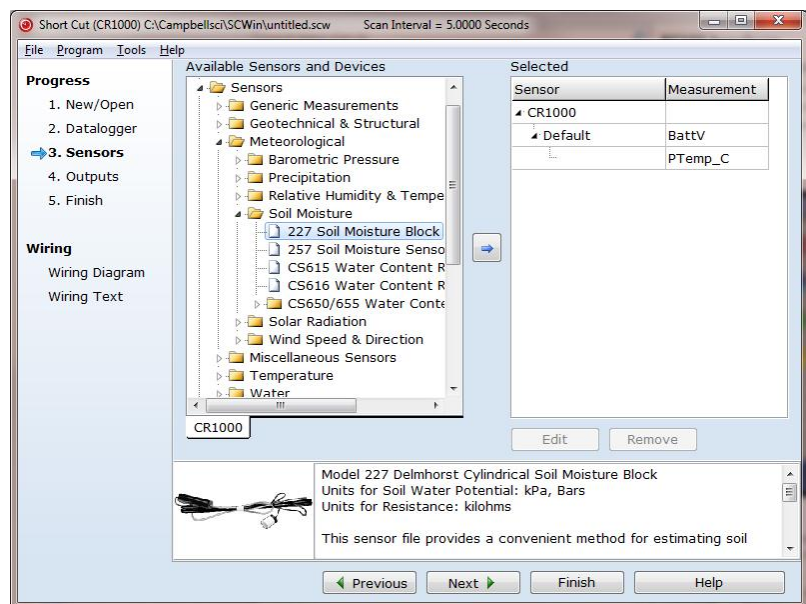 Short Cut (CR1000) C:\Campbellsci\SCWin\untitled.scw Scan Interval = 5.0000 Seconds
File Program Tools Help
Progress
1. New/Open
2. Datalogger
3. Sensors
4. Outputs
5. Finish
Wiring
Wiring Diagram
Wiring Text
Available Sensors and Devices
Sensors
Generic Measurements
Geotechnical & Structural
Meteorological
Barometric Pressure
Precipitation
Relative Humidity & Tempe
Soil Moisture
227 Soil Moisture Block
257 Soil Moisture Senso
CS615 Water Content R
CS616 Water Content R
CS650/655 Water Conte
Solar Radiation
Wind Speed & Direction
Miscellaneous Sensors
Temperature
Water
CR1000
Selected
Sensor Measurement
CR1000
Default BattV
PTemp_C
Edit Remove
Model 227 Delmhorst Cylindrical Soil Moisture Block
Units for Soil Water Potential: kPa, Bars
Units for Resistance: kilohms
This sensor file provides a convenient method for estimating soil
Previous Next Finish Help